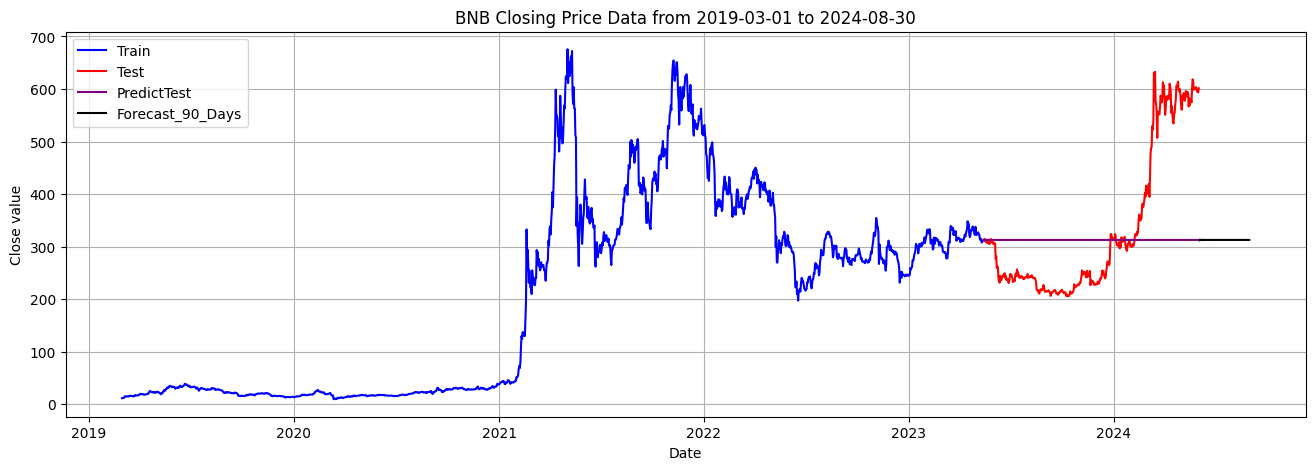 BNB Closing Price Data from 2019-03-01 to 2024-08-30
Train
Test
PredictTest
Forecast_90_Days
Close value
700
600
500
400
300
200
100
0
2019
2020
2021
2022
2023
2024
Date